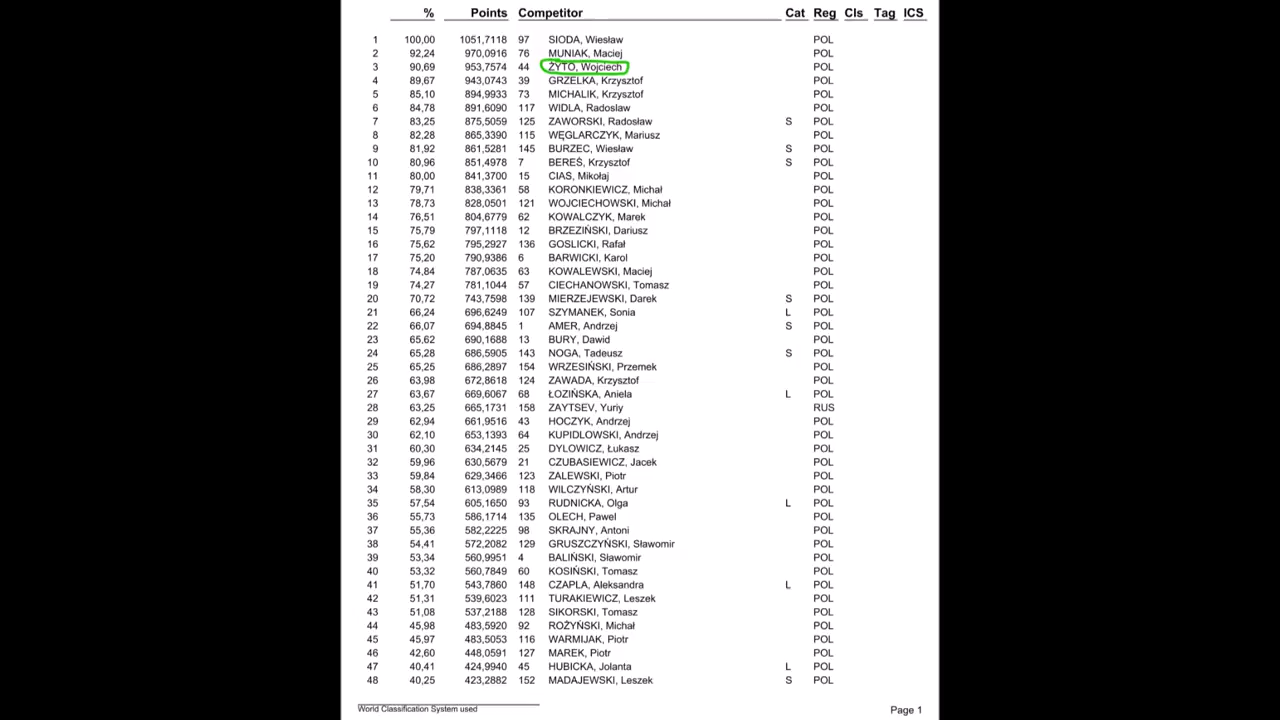 % Points Competitor Cat Reg Cls Tag ICS
1 100,00 1051,7118 97 SIODA, Wiesław POL
2 92,24 970,0916 76 MUNIAK, Maciej POL
3 90,69 953,7574 44 ŻYTO, Wojciech POL
4 89,67 943,0743 39 GRZELKA, Krzysztof POL
5 85,10 894,9933 73 MICHALIK, Krzysztof POL
6 84,78 891,6090 117 WIDLA, Radoslaw POL
7 83,25 875,5059 125 ZAWORSKI, Radosław S POL
8 82,28 865,3390 115 WĘGLARCZYK, Mariusz POL
9 81,92 861,5281 145 BURZEC, Wiesław S POL
10 80,96 851,4978 7 BEREŚ, Krzysztof S POL
11 80,00 841,3700 15 CIAS, Mikołaj POL
12 79,71 838,3361 58 KORONKIEWICZ, Michał POL
13 78,73 828,0501 121 WOJCIECHOWSKI, Michał POL
14 76,51 804,6779 62 KOWALCZYK, Marek POL
15 75,79 797,1118 12 BRZEZIŃSKI, Dariusz POL
16 75,62 795,2927 136 GOSLICKI, Rafał POL
17 75,20 790,9386 6 BARWICKI, Karol POL
18 74,84 787,0635 63 KOWALEWSKI, Maciej POL
19 74,27 781,1044 57 CIECHANOWSKI, Tomasz POL
20 70,72 743,7598 139 MIERZEJEWSKI, Darek S POL
21 66,24 696,6249 107 SZYMANEK, Sonia L POL
22 66,07 694,8845 1 AMER, Andrzej S POL
23 65,62 690,1688 13 BURY, Dawid POL
24 65,28 686,5905 143 NOGA, Tadeusz S POL
25 65,25 686,2897 154 WRZESIŃSKI, Przemek POL
26 63,98 672,8618 124 ZAWADA, Krzysztof POL
27 63,67 669,6067 68 ŁOZIŃSKA, Aniela L POL
28 63,25 665,1731 158 ZAYTSEV, Yuriy RUS
29 62,94 661,9516 43 HOCZYK, Andrzej POL
30 62,10 653,1393 64 KUPIDLOWSKI, Andrzej POL
31 60,30 634,2145 25 DYLOWICZ, Łukasz POL
32 59,96 630,5679 21 CZUBASIEWICZ, Jacek POL
33 59,84 629,3466 123 ZALEWSKI, Piotr POL
34 58,30 613,0989 118 WILCZYŃSKI, Artur POL
35 57,54 605,1650 93 RUDNICKA, Olga L POL
36 55,73 586,1714 135 OLECH, Pawel POL
37 55,36 582,2225 98 SKRAJNY, Antoni POL
38 54,41 572,2082 129 GRUSZCZYŃSKI, Sławomir POL
39 53,34 560,9951 4 BALIŃSKI, Sławomir POL
40 53,32 560,7849 60 KOSIŃSKI, Tomasz POL
41 51,70 543,7860 148 CZAPLA, Aleksandra L POL
42 51,31 539,6023 111 TURAKIEWICZ, Leszek POL
43 51,08 537,2188 128 SIKORSKI, Tomasz POL
44 45,98 483,5920 92 ROŻYŃSKI, Michał POL
45 45,97 483,5053 116 WARMIJAK, Piotr POL
46 42,60 448,0591 127 MAREK, Piotr POL
47 40,41 424,9940 45 HUBICKA, Jolanta L POL
48 40,25 423,2882 152 MADAJEWSKI, Leszek S POL
World Classification System used Page 1